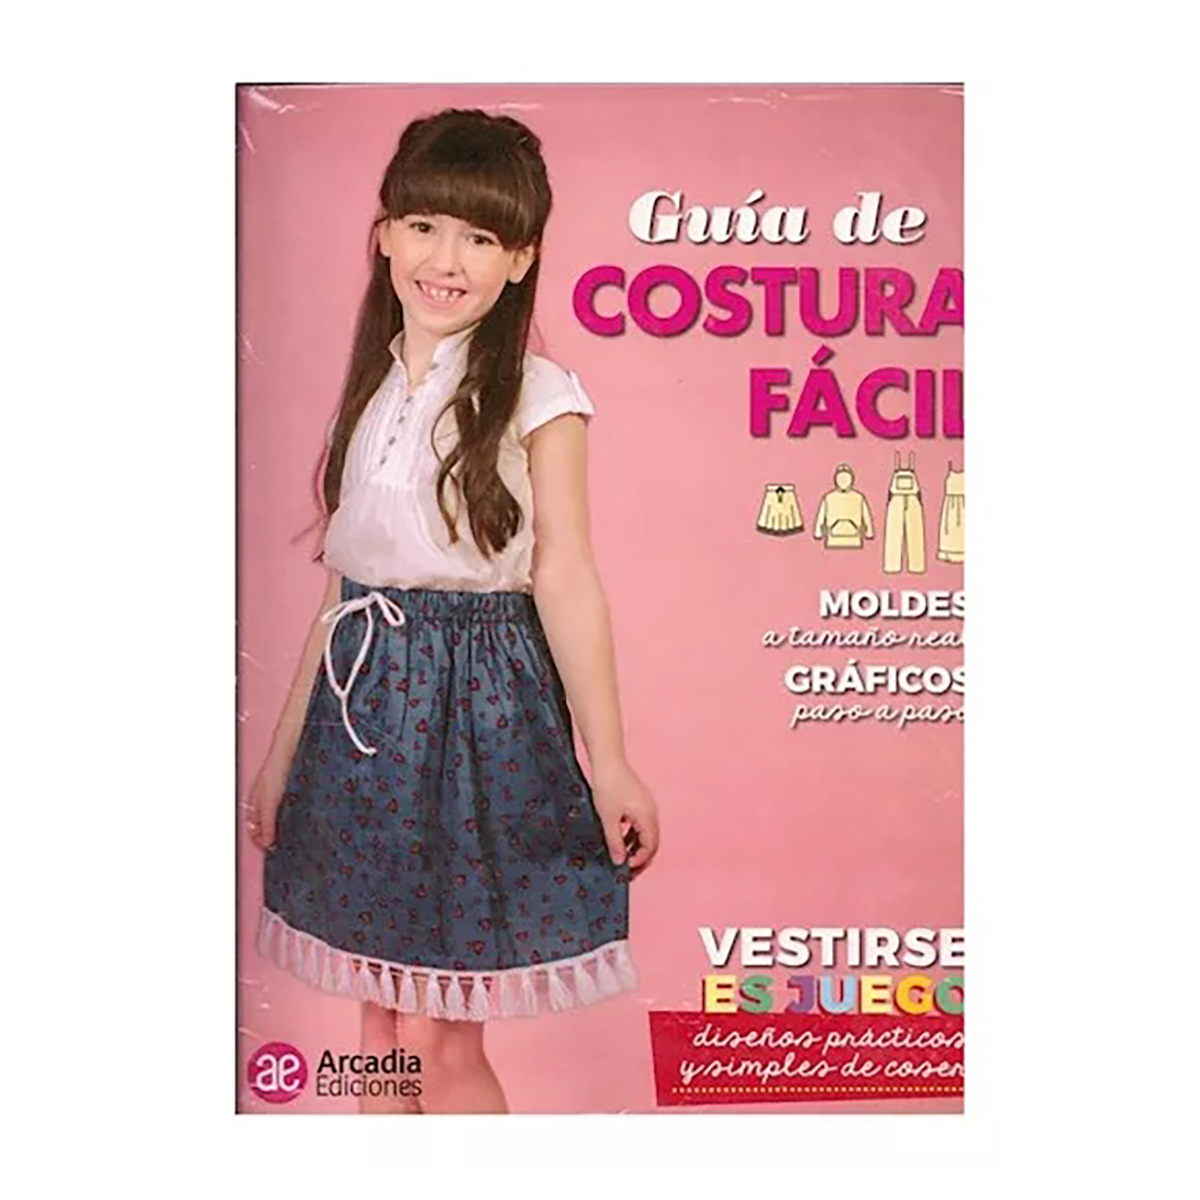 Guía de
COSTURA
FÁCIL
MOLDES
a tamaño real
GRÁFICOS
paso a paso
VESTIRSE
ES JUEGO
diseños prácticos
y simples de coser
ae Arcadia
Ediciones